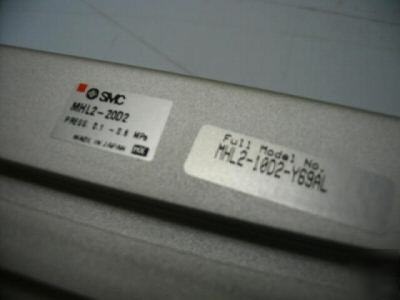 SMC
MHL2-20D2
PRESS 0.1 - 0.6 MPa
MADE IN JAPAN
Full Model No.
MHL2-10D2-Y69AL